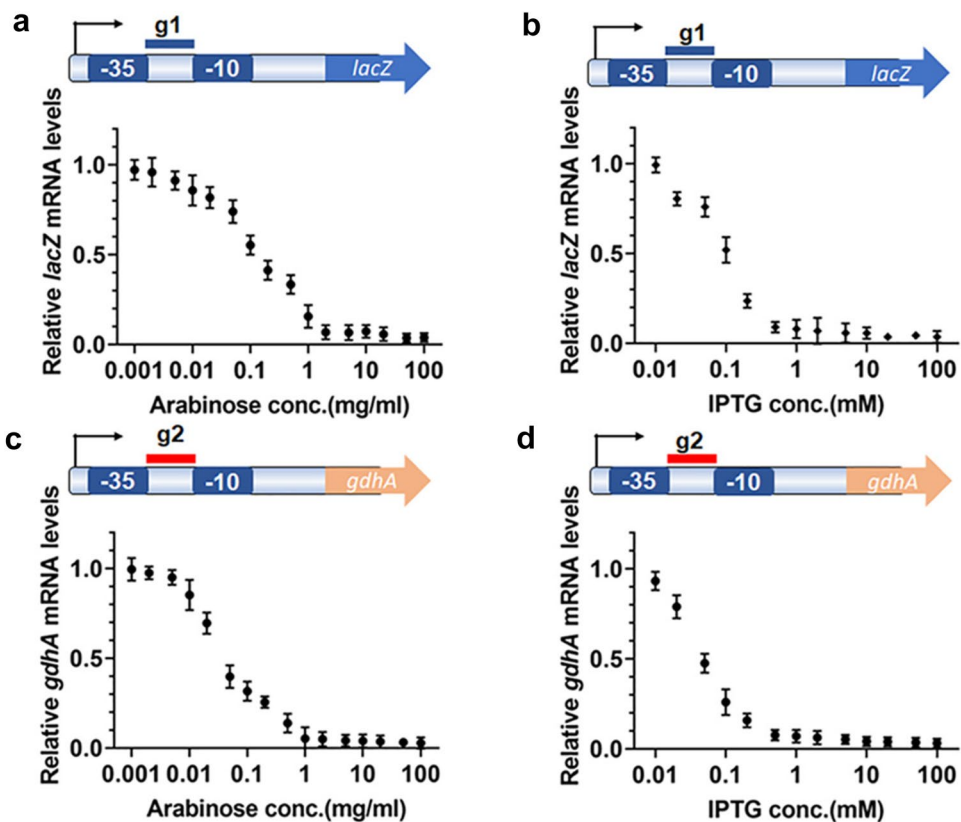 a
g1
-35 -10 lacZ
Relative lacZ mRNA levels
1.0
0.5
0.0
0.001 0.01 0.1 1 10 100
Arabinose conc.(mg/ml)
b
g1
-35 -10 lacZ
Relative lacZ mRNA levels
1.0
0.5
0.0
0.01 0.1 1 10 100
IPTG conc.(mM)
c
g2
-35 -10 gdhA
Relative gdhA mRNA levels
1.0
0.5
0.0
0.001 0.01 0.1 1 10 100
Arabinose conc.(mg/ml)
d
g2
-35 -10 gdhA
Relative gdhA mRNA levels
1.0
0.5
0.0
0.01 0.1 1 10 100
IPTG conc.(mM)